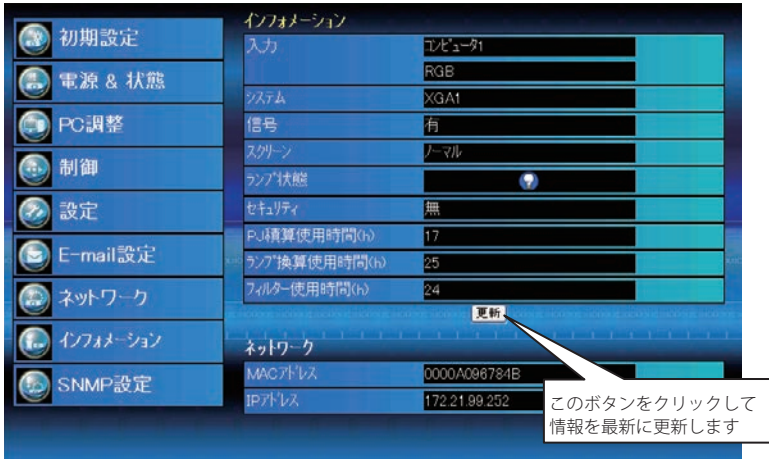 初期設定
電源 & 状態
PC調整
制御
設定
E-mail設定
ネットワーク
インフォメーション
SNMP設定
インフォメーション
入力 コンピュータ1
RGB
システム XGA1
信号 有
スクリーン ノーマル
ランプ状態
セキュリティ 無
PJ積算使用時間(h) 17
ランプ換算使用時間(h) 25
フィルター使用時間(h) 24
更新
ネットワーク
MACアドレス 0000A096784B
IPアドレス 172.21.99.252
このボタンをクリックして
情報を最新に更新します